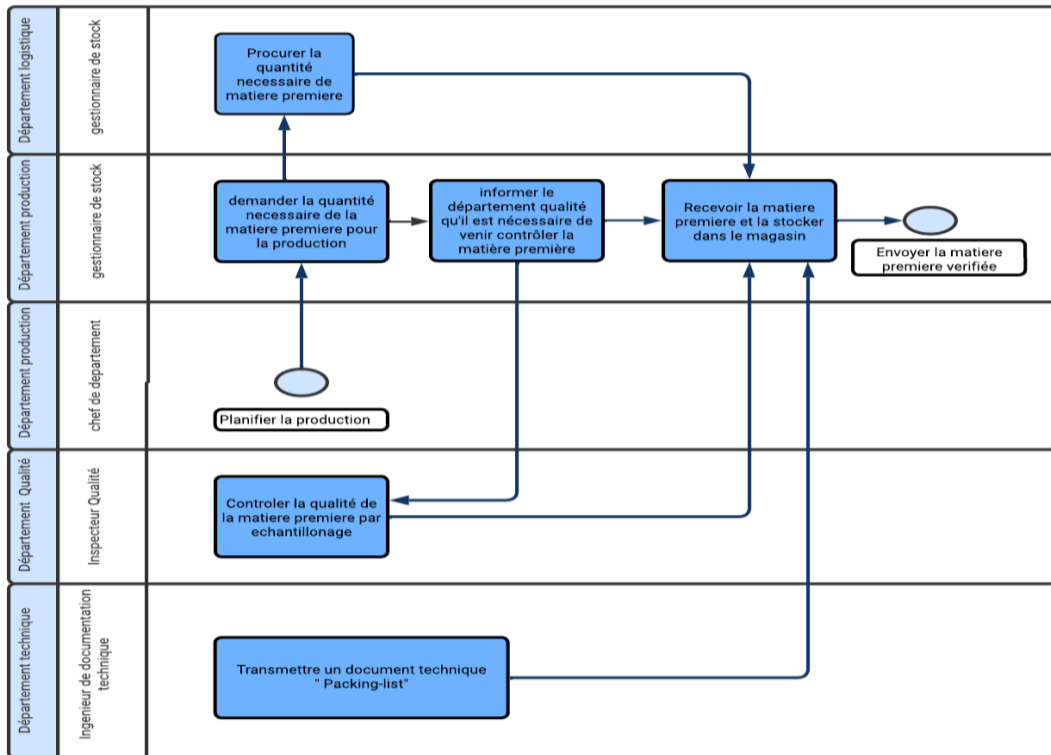 Département logistique
gestionnaire de stock
Procurer la
quantité
necessaire de
matiere premiere
Département production
gestionnaire de stock
demander la quantité
necessaire de la
matiere premiere pour
la production
informer le
département qualité
qu'il est nécessaire de
venir contrôler la
matière première
Recevoir la matiere
premiere et la stocker
dans le magasin
Envoyer la matiere
premiere verifiée
Département production
chef de departement
Planifier la production
Département Qualité
Inspecteur Qualité
Controler la qualité de
la matiere premiere par
echantillonage
Département technique
Ingenieur de documentation
technique
Transmettre un document technique
" Packing-list"